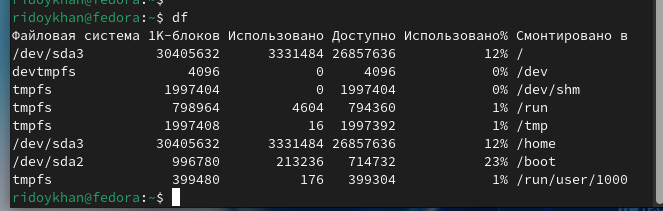 ridoykhan@fedora:~$
ridoykhan@fedora:~$ df
Файловая система 1K-блоков Использовано Доступно Использовано% Смонтировано в
/dev/sda3 30405632 3331484 26857636 12% /
devtmpfs 4096 0 4096 0% /dev
tmpfs 1997404 0 1997404 0% /dev/shm
tmpfs 798964 4604 794360 1% /run
tmpfs 1997408 16 1997392 1% /tmp
/dev/sda3 30405632 3331484 26857636 12% /home
/dev/sda2 996780 213236 714732 23% /boot
tmpfs 399480 176 399304 1% /run/user/1000
ridoykhan@fedora:~$